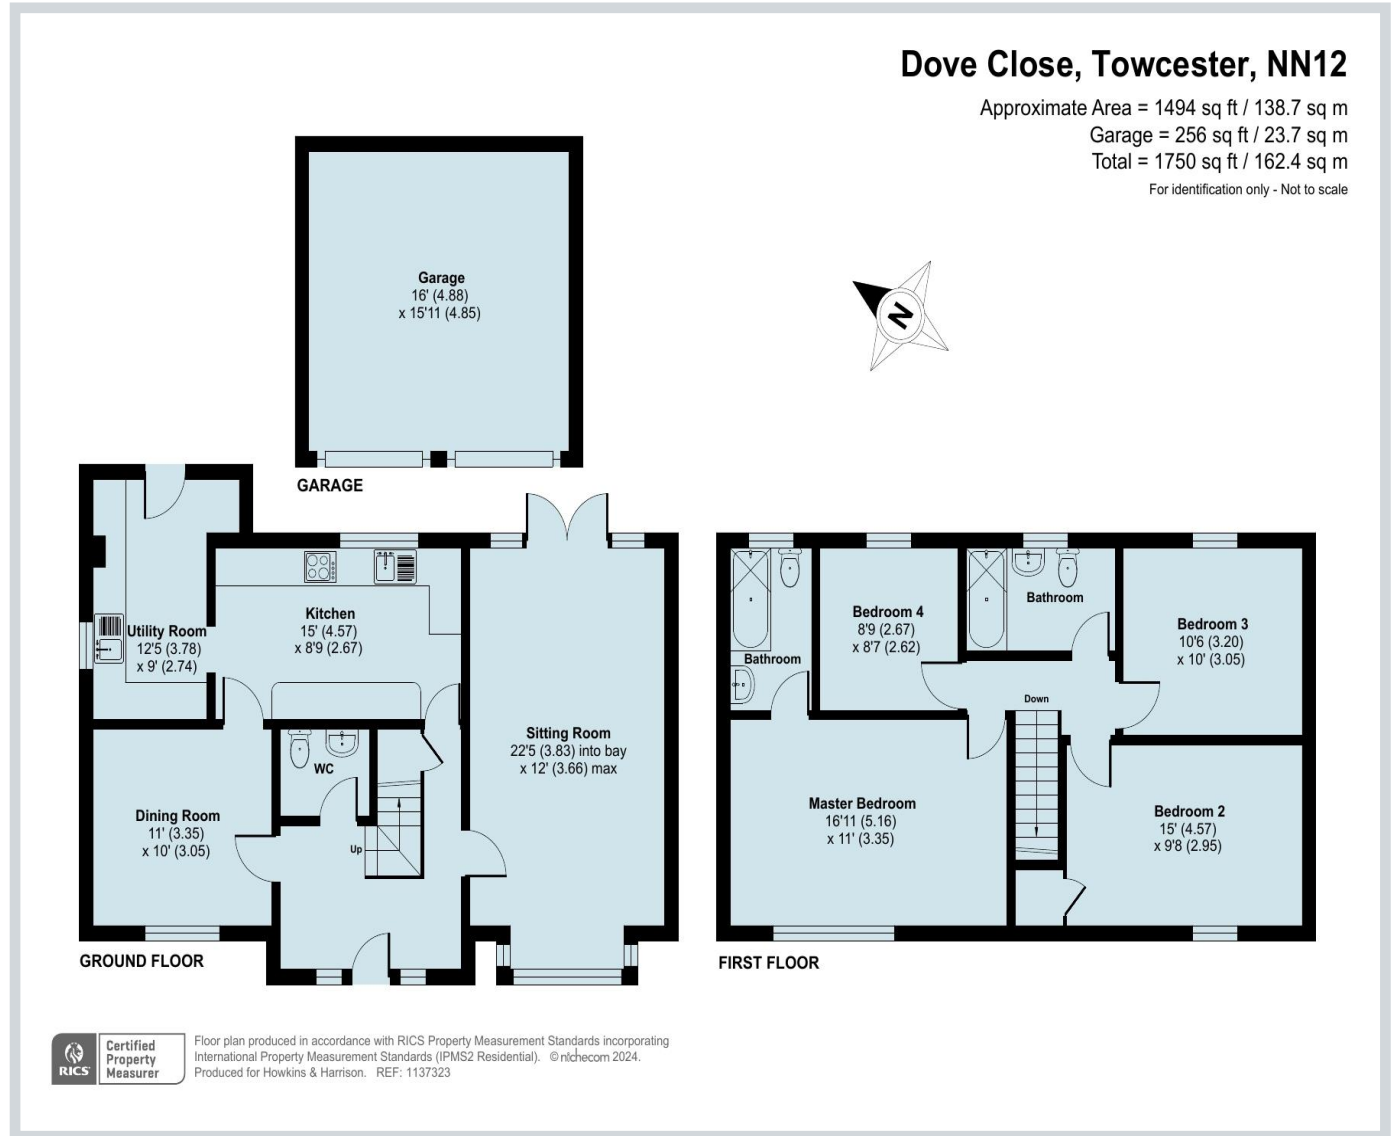 Dove Close, Towcester, NN12
Approximate Area = 1494 sq ft / 138.7 sq m
Garage = 256 sq ft / 23.7 sq m
Total = 1750 sq ft / 162.4 sq m
For identification only - Not to scale
Garage
16' (4.88)
x 15'11 (4.85)
N
GARAGE
Utility Room
12'5 (3.78)
x 9' (2.74)
Kitchen
15' (4.57)
x 8'9 (2.67)
Sitting Room
22'5 (3.83) into bay
x 12' (3.66) max
WC
Up
Dining Room
11' (3.35)
x 10' (3.05)
GROUND FLOOR
Bathroom
Bedroom 4
8'9 (2.67)
x 8'7 (2.62)
Bathroom
Bedroom 3
10'6 (3.20)
x 10' (3.05)
Down
Master Bedroom
16'11 (5.16)
x 11' (3.35)
Bedroom 2
15' (4.57)
x 9'8 (2.95)
FIRST FLOOR
RICS
Certified
Property
Measurer
Floor plan produced in accordance with RICS Property Measurement Standards incorporating
International Property Measurement Standards (IPMS2 Residential). © nichecom 2024.
Produced for Howkins & Harrison. REF: 1137323